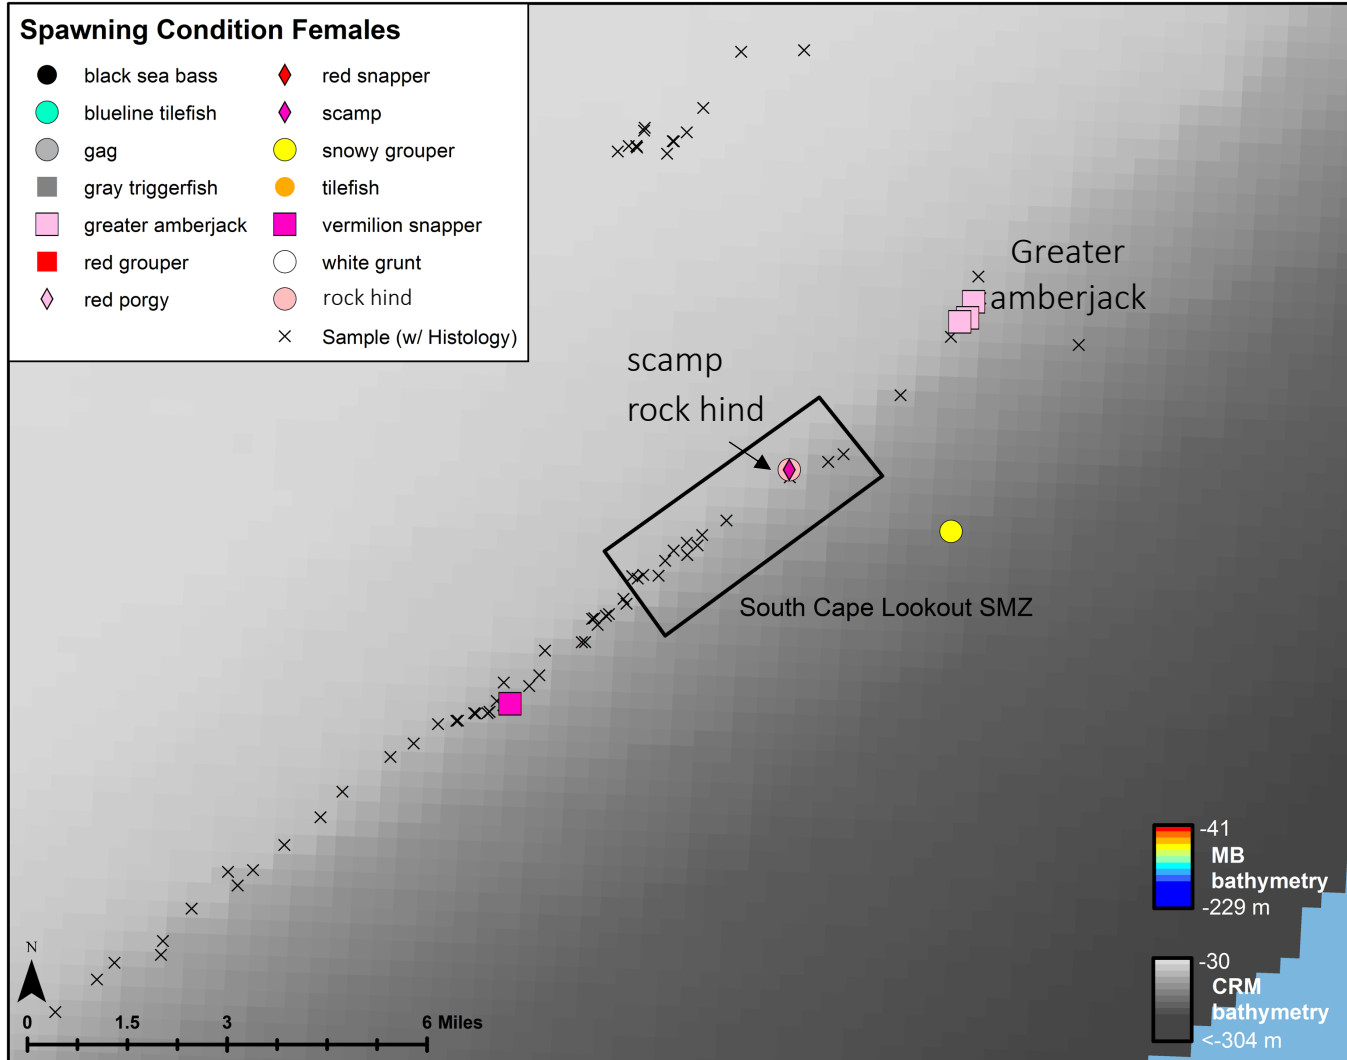 Spawning Condition Females
black sea bass
blueline tilefish
gag
gray triggerfish
greater amberjack
red grouper
red porgy
red snapper
scamp
snowy grouper
tilefish
vermilion snapper
white grunt
rock hind
Sample (w/ Histology)
Greater
amberjack
scamp
rock hind
South Cape Lookout SMZ
-41
MB
bathymetry
-229 m
-30
CRM
bathymetry
<-304 m
N
0 1.5 3 6 Miles